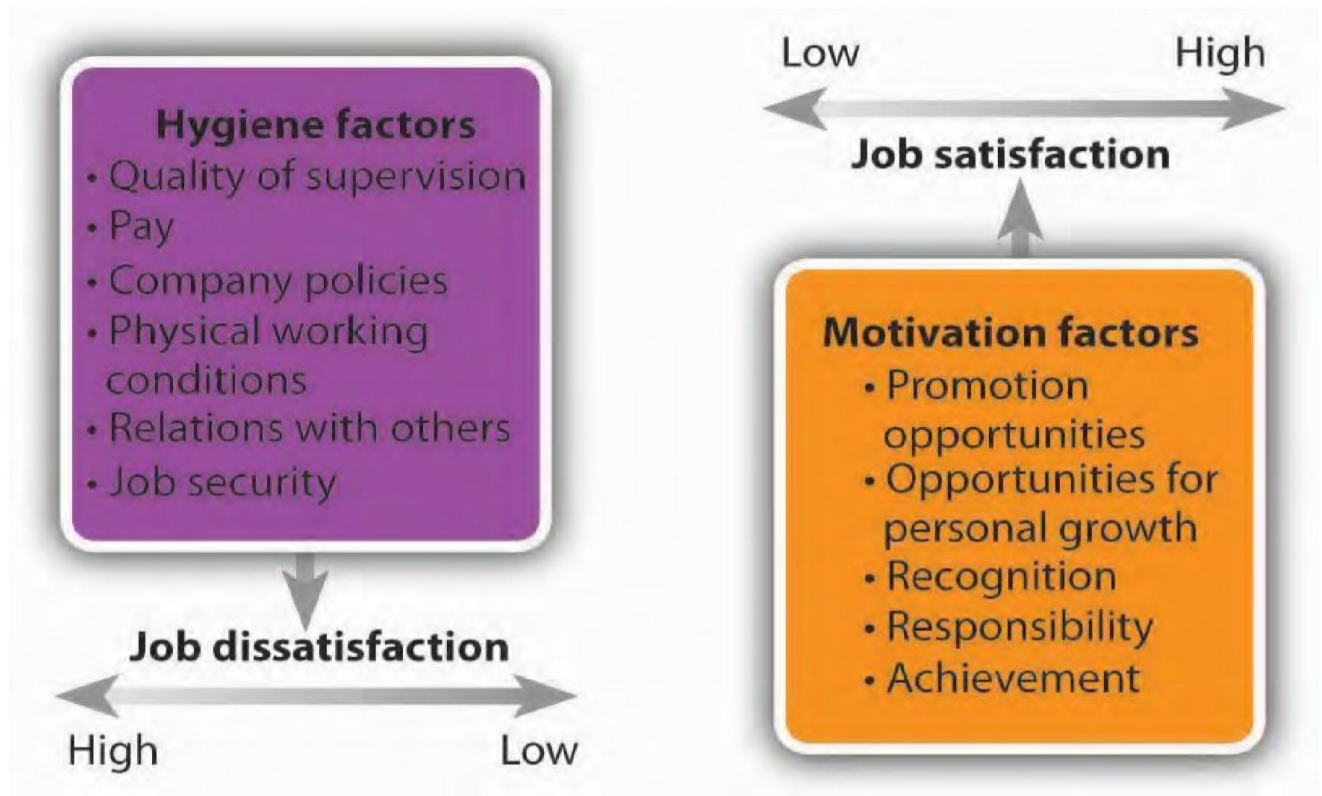 Hygiene factors
• Quality of supervision
• Pay
• Company policies
• Physical working
conditions
• Relations with others
• Job security
Job dissatisfaction
High Low
Low High
Job satisfaction
Motivation factors
• Promotion
opportunities
• Opportunities for
personal growth
• Recognition
• Responsibility
• Achievement